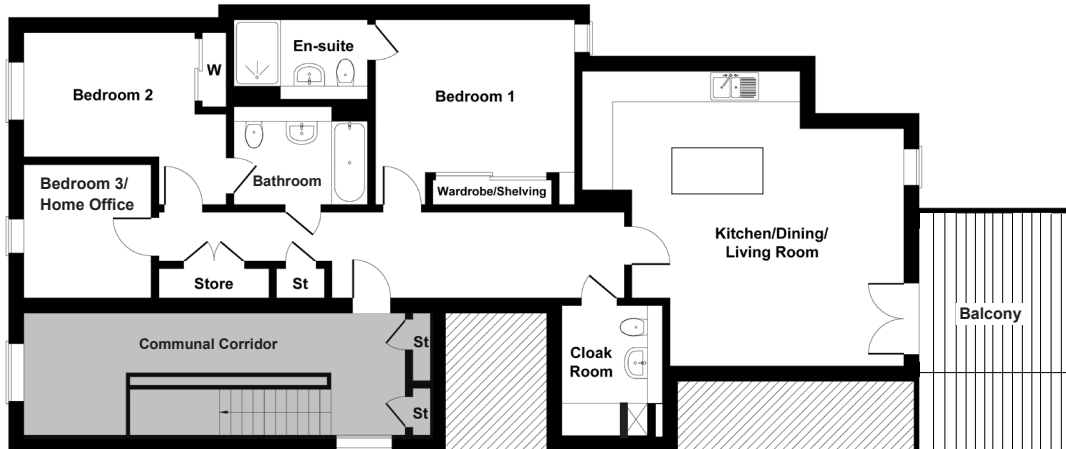 En-suite
W
Bedroom 2
Bedroom 1
Bathroom
Bedroom 3/
Home Office
Wardrobe/Shelving
Kitchen/Dining/
Living Room
Store
St
Balcony
Communal Corridor
St
Cloak
Room
St